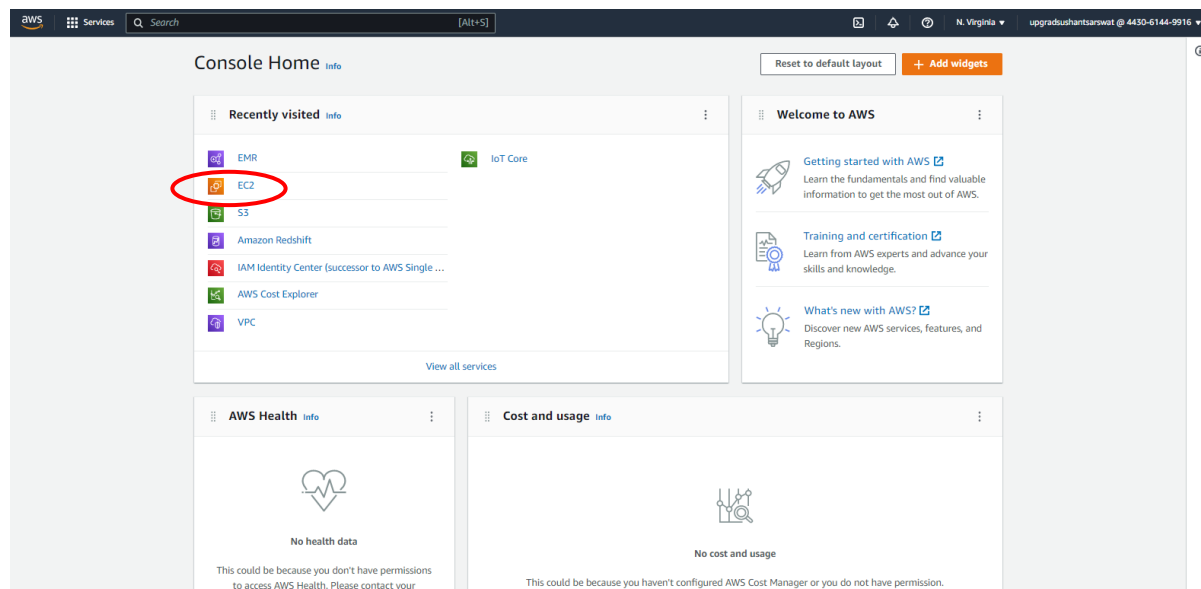 aws
Services
Search
[Alt+S]
N. Virginia
upgradsushantsarswat @ 4430-6144-9916
Console Home Info
Reset to default layout
+ Add widgets
Recently visited Info
EMR
EC2
S3
Amazon Redshift
IAM Identity Center (successor to AWS Single ...
AWS Cost Explorer
VPC
IoT Core
View all services
Welcome to AWS
Getting started with AWS
Learn the fundamentals and find valuable
information to get the most out of AWS.
Training and certification
Learn from AWS experts and advance your
skills and knowledge.
What's new with AWS?
Discover new AWS services, features, and
Regions.
AWS Health Info
No health data
This could be because you don't have permissions
to access AWS Health. Please contact your
Cost and usage Info
No cost and usage
This could be because you haven't configured AWS Cost Manager or you do not have permission.